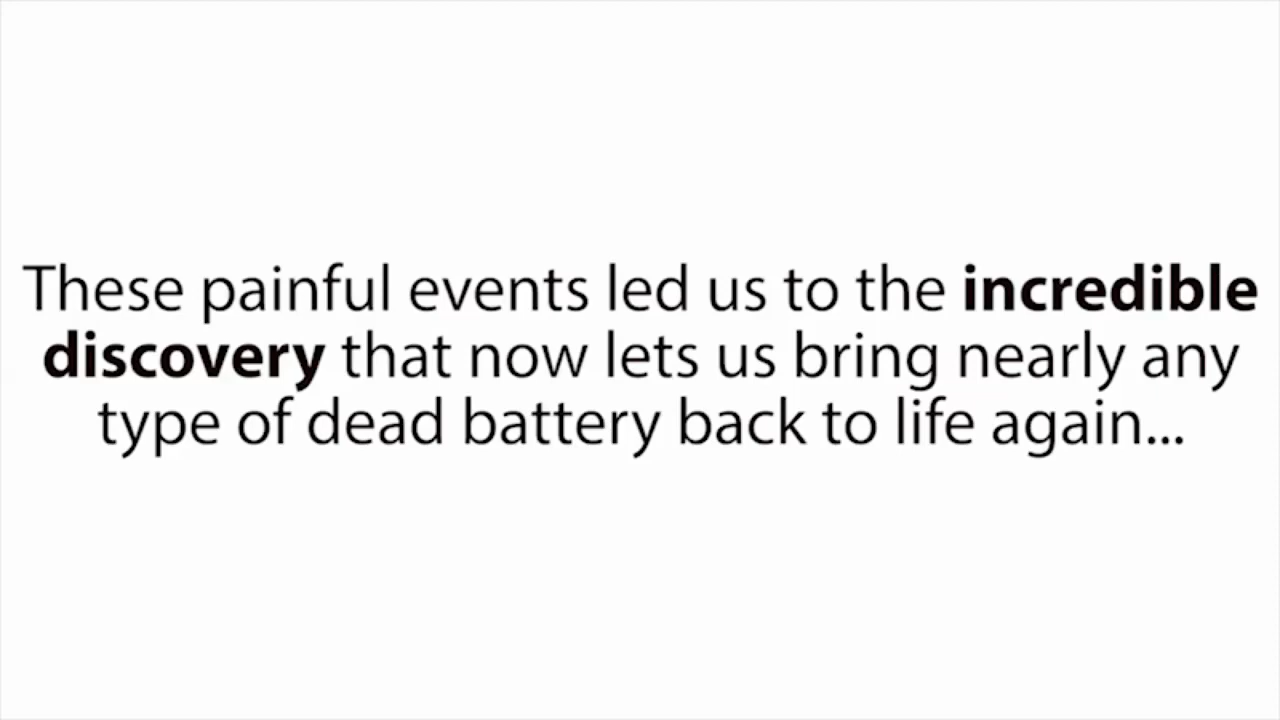 These painful events led us to the incredible
discovery that now lets us bring nearly any
type of dead battery back to life again...